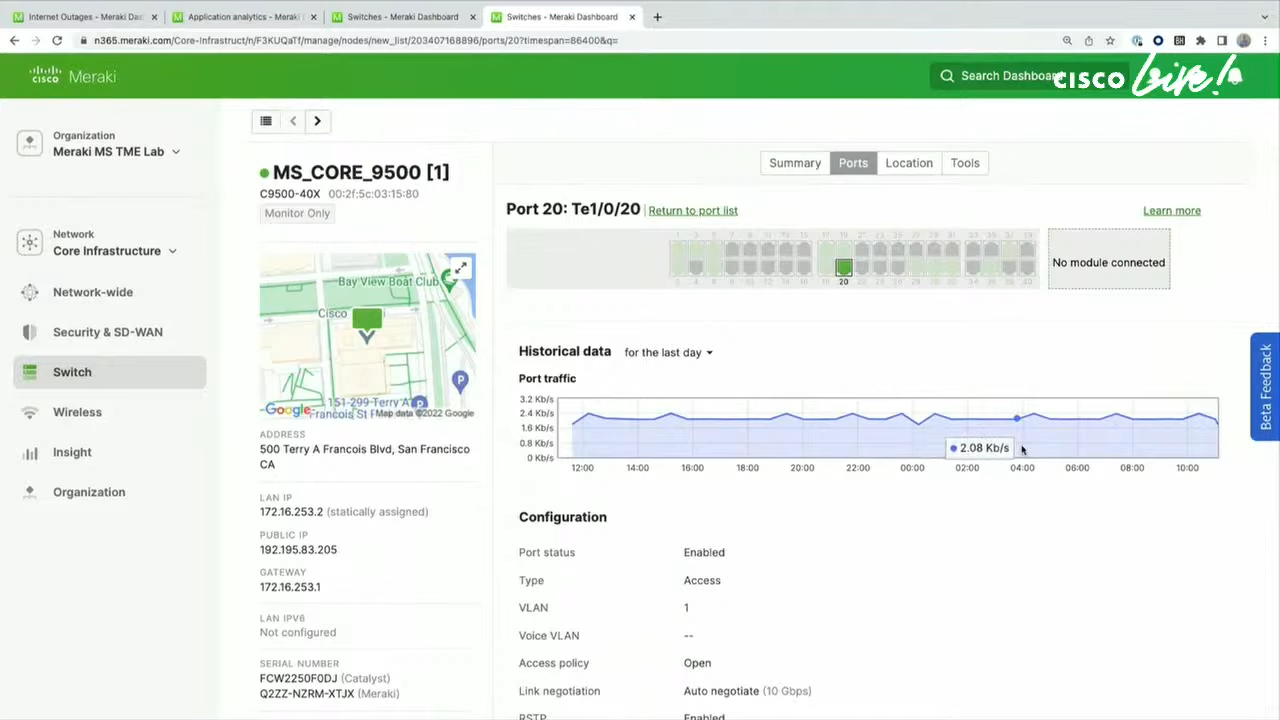 Internet Outages - Meraki Das
Application analytics - Meraki
Switches - Meraki Dashboard
Switches - Meraki Dashboard
n365.meraki.com/Core-Infrastruct/n/F3KUQaTf/manage/nodes/new_list/203407168896/ports/20?timespan=86400&q=
CISCO Meraki
Search Dashboard
CISCO Live!
Organization
Meraki MS TME Lab
Network
Core Infrastructure
Network-wide
Security & SD-WAN
Switch
Wireless
Insight
Organization
MS_CORE_9500 [1]
C9500-40X 00:2f:5c:03:15:80
Monitor Only
Bay View Boat Club
Cisco
151-299 Terry A
Francois St
Google
Map data ©2022 Google
ADDRESS
500 Terry A Francois Blvd, San Francisco
CA
LAN IP
172.16.253.2 (statically assigned)
PUBLIC IP
192.195.83.205
GATEWAY
172.16.253.1
LAN IPV6
Not configured
SERIAL NUMBER
FCW2250F0DJ (Catalyst)
Q2ZZ-NZRM-XTJX (Meraki)
Summary Ports Location Tools
Port 20: Te1/0/20 Return to port list
Learn more
20
No module connected
Historical data for the last day
Port traffic
3.2 Kb/s
2.4 Kb/s
1.6 Kb/s
0.8 Kb/s
0 Kb/s
2.08 Kb/s
12:00 14:00 16:00 18:00 20:00 22:00 00:00 02:00 04:00 06:00 08:00 10:00
Configuration
Port status Enabled
Type Access
VLAN 1
Voice VLAN --
Access policy Open
Link negotiation Auto negotiate (10 Gbps)
RSTP Enabled
Beta Feedback